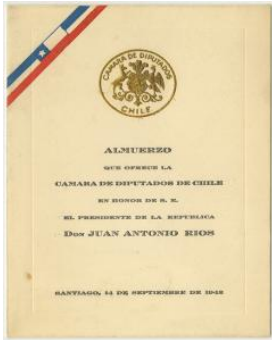 CAMARA DE DIPUTADOS
CHILE
ALMUERZO
QUE OFRECE LA
CAMARA DE DIPUTADOS DE CHILE
EN HONOR DE S. E.
EL PRESIDENTE DE LA REPUBLICA
DON JUAN ANTONIO RIOS
SANTIAGO, 14 DE SEPTIEMBRE DE